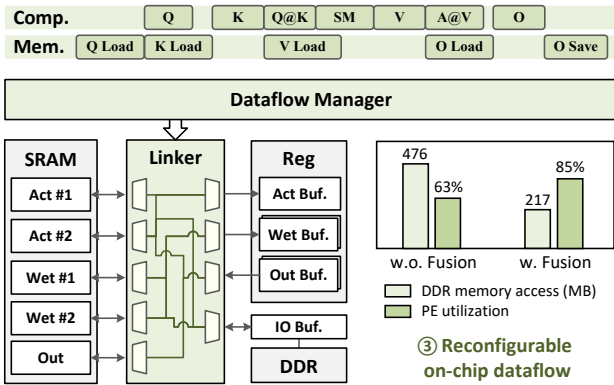 Comp. Q K Q@K SM V A@V O
Mem. Q Load K Load V Load O Load O Save
Dataflow Manager
SRAM
Act #1
Act #2
Wet #1
Wet #2
Out
Linker
Reg
Act Buf.
Wet Buf.
Out Buf.
IO Buf.
DDR
476
63%
217
85%
w.o. Fusion w. Fusion
DDR memory access (MB)
PE utilization
③ Reconfigurable
on-chip dataflow